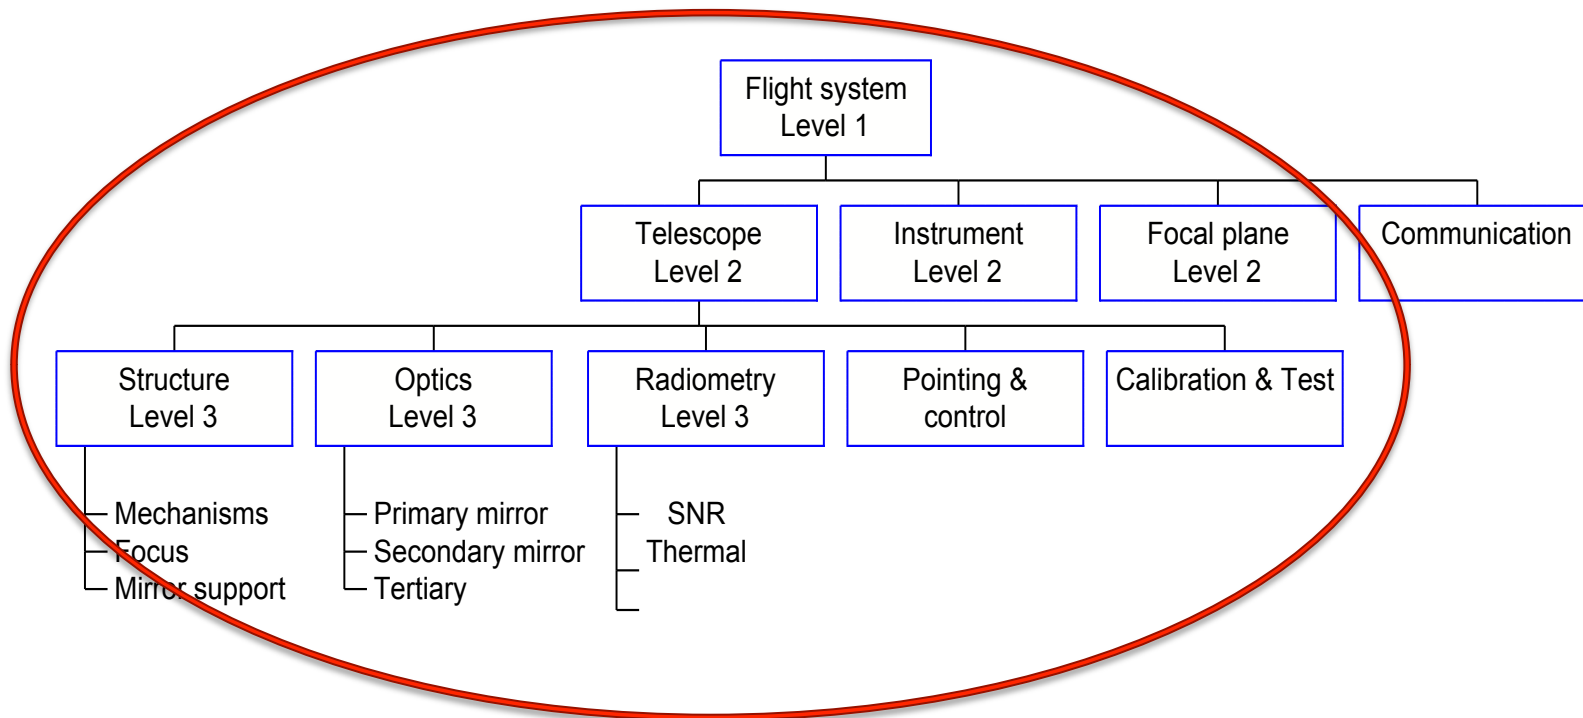 Flight system
Level 1
Telescope
Level 2
Instrument
Level 2
Focal plane
Level 2
Communication
Structure
Level 3
Optics
Level 3
Radiometry
Level 3
Pointing &
control
Calibration & Test
Mechanisms
Focus
Mirror support
Primary mirror
Secondary mirror
Tertiary
SNR
Thermal